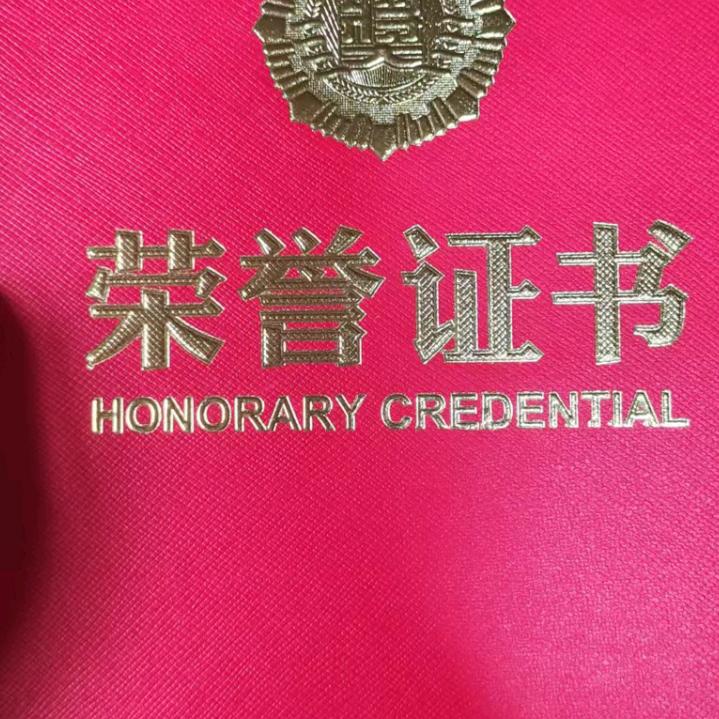 荣誉证书
HONORARY CREDENTIAL